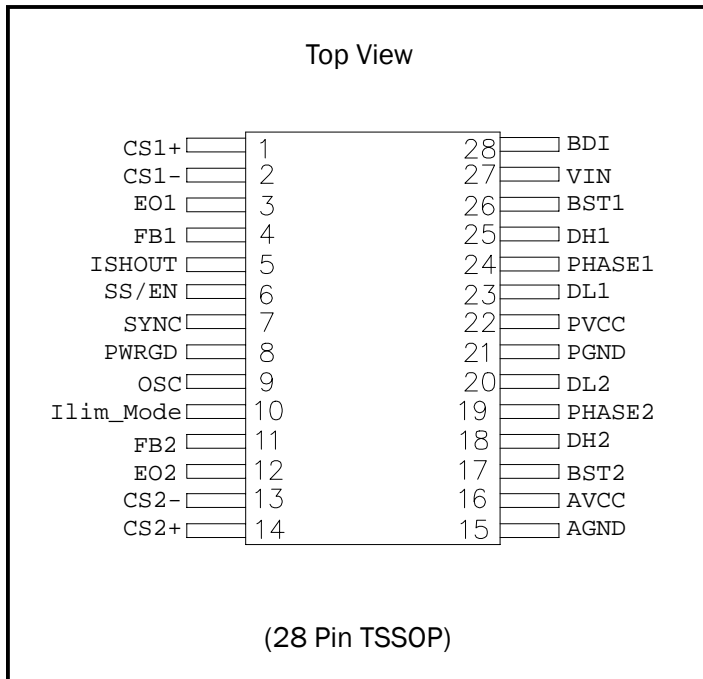 Top View
CS1+ 1 28 BDI
CS1- 2 27 VIN
EO1 3 26 BST1
FB1 4 25 DH1
ISHOUT 5 24 PHASE1
SS/EN 6 23 DL1
SYNC 7 22 PVCC
PWRGD 8 21 PGND
OSC 9 20 DL2
Ilim_Mode 10 19 PHASE2
FB2 11 18 DH2
EO2 12 17 BST2
CS2- 13 16 AVCC
CS2+ 14 15 AGND
(28 Pin TSSOP)